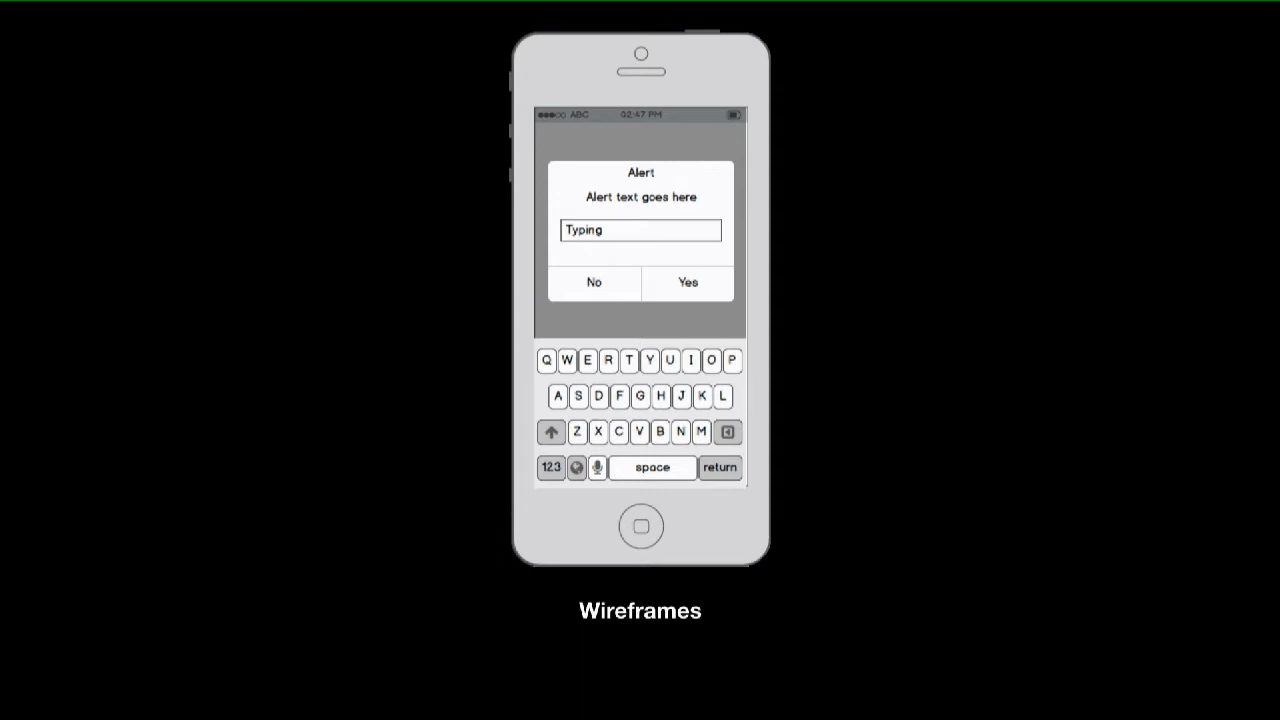 ABC 02:47 PM
Alert
Alert text goes here
Typing
No Yes
Q W E R T Y U I O P
A S D F G H J K L
Z X C V B N M
123 space return
Wireframes